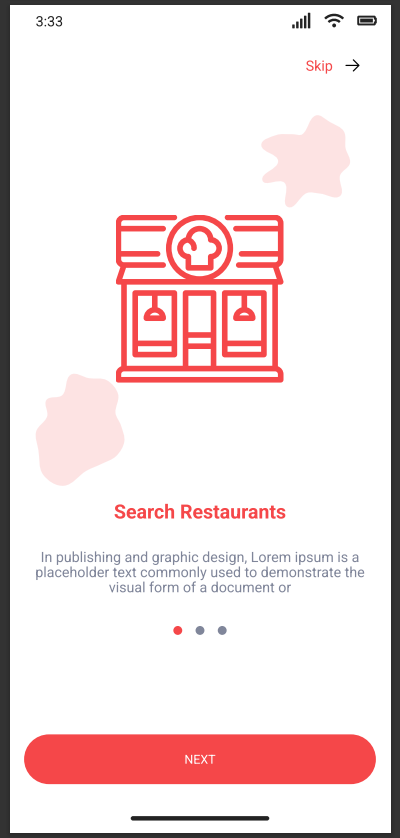 3:33
Skip
Search Restaurants
In publishing and graphic design, Lorem ipsum is a
placeholder text commonly used to demonstrate the
visual form of a document or
NEXT